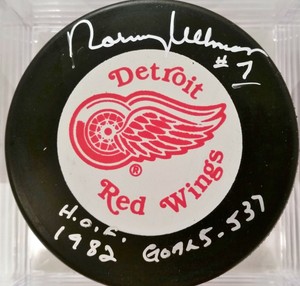 Norm Ullman
#7
Detroit
®
Red Wings
H.O.F. GOALS-537
1982